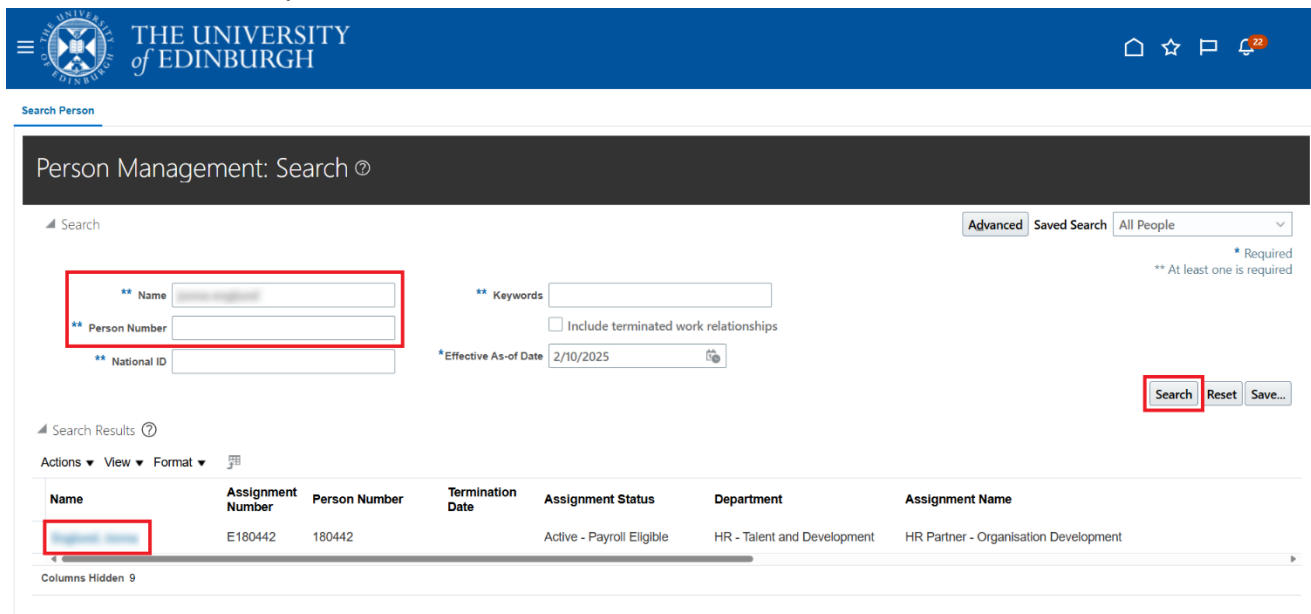 THE UNIVERSITY
of EDINBURGH
22
Search Person
Person Management: Search
Search
Advanced Saved Search All People
* Required
** At least one is required
** Name
** Keywords
** Person Number
Include terminated work relationships
** National ID
*Effective As-of Date 2/10/2025
Search Reset Save...
Search Results
Actions View Format
Name Assignment Number Person Number Termination Date Assignment Status Department Assignment Name
E180442 180442 Active - Payroll Eligible HR - Talent and Development HR Partner - Organisation Development
Columns Hidden 9